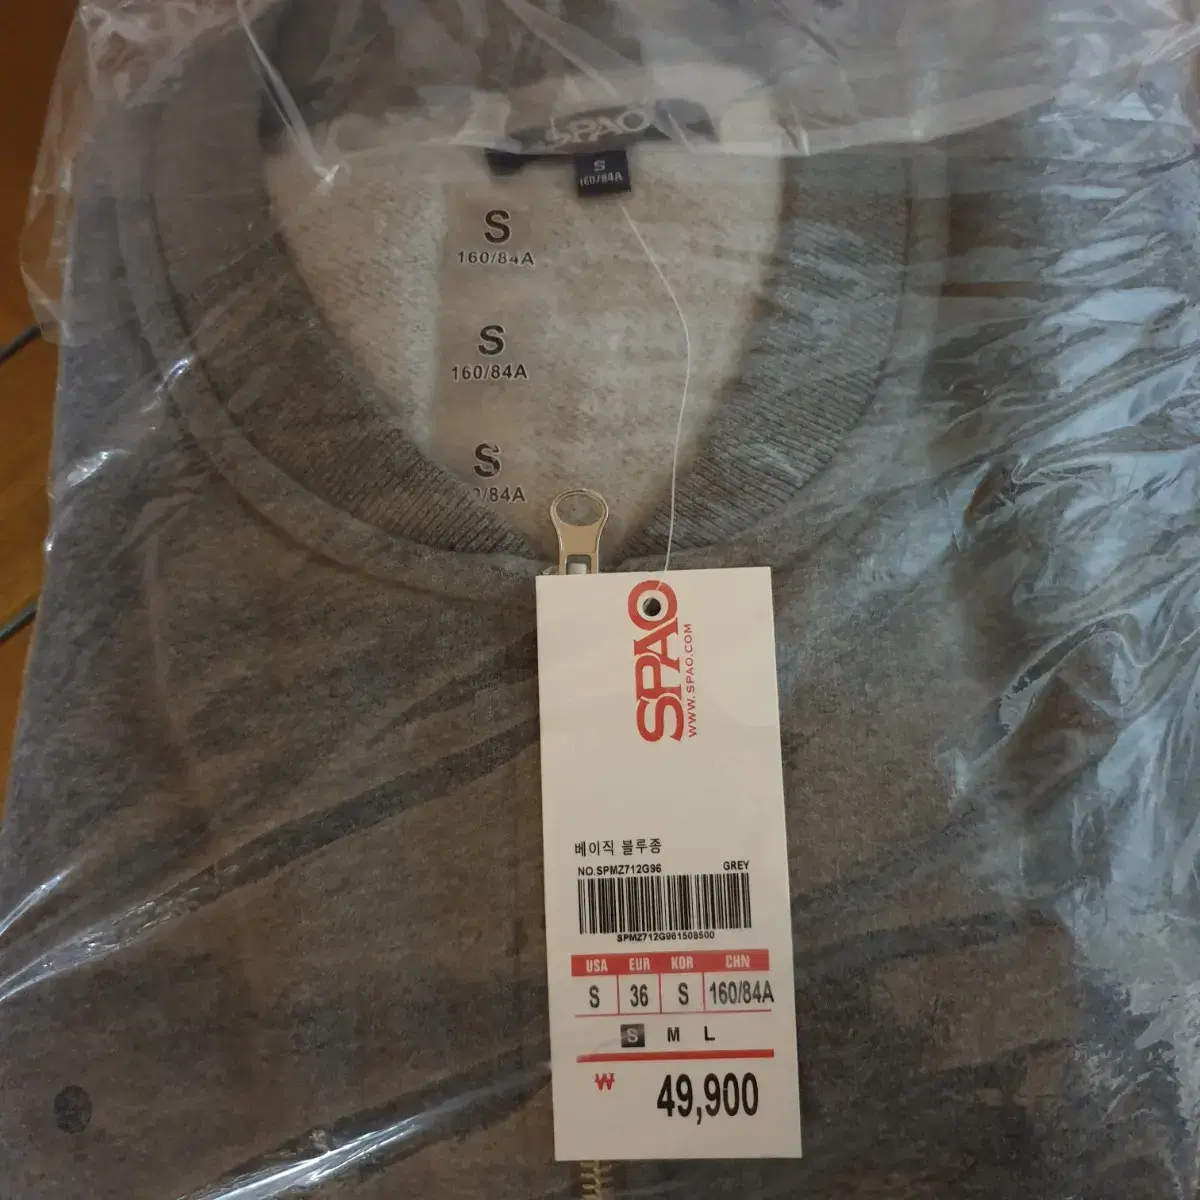 SPAO
S
160/84A
S
160/84A
S
160/84A
S
/84A
SPAO
WWW.SPAO.COM
베이직 블루종
NO.SPMZ712G96 GREY
SPMZ712G961508500
USA EUR KOR CHN
S 36 S 160/84A
S M L
₩ 49,900